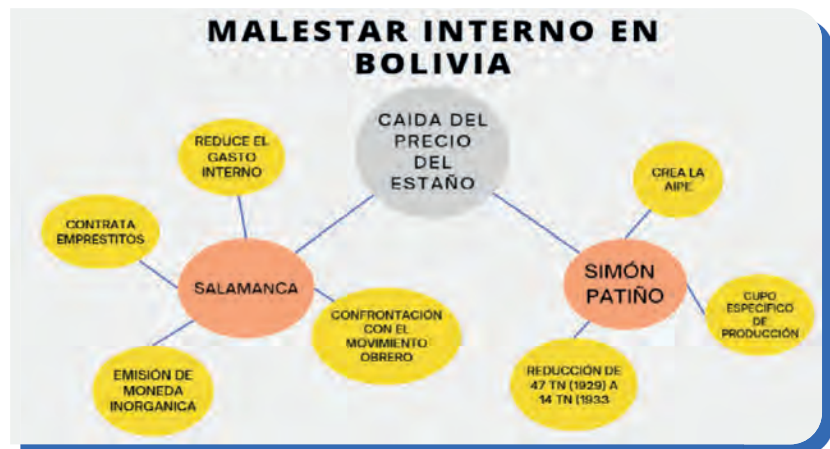 MALESTAR INTERNO EN
BOLIVIA
CAIDA DEL
PRECIO
DEL
ESTAÑO
REDUCE EL
GASTO
INTERNO
CONTRATA
EMPRESTITOS
SALAMANCA
EMISIÓN DE
MONEDA
INORGANICA
CONFRONTACIÓN
CON EL
MOVIMIENTO
OBRERO
CREA LA
AIPE
SIMÓN
PATIÑO
CUPO
ESPECÍFICO
DE
PRODUCCIÓN
REDUCCIÓN DE
47 TN (1929) A
14 TN (1933